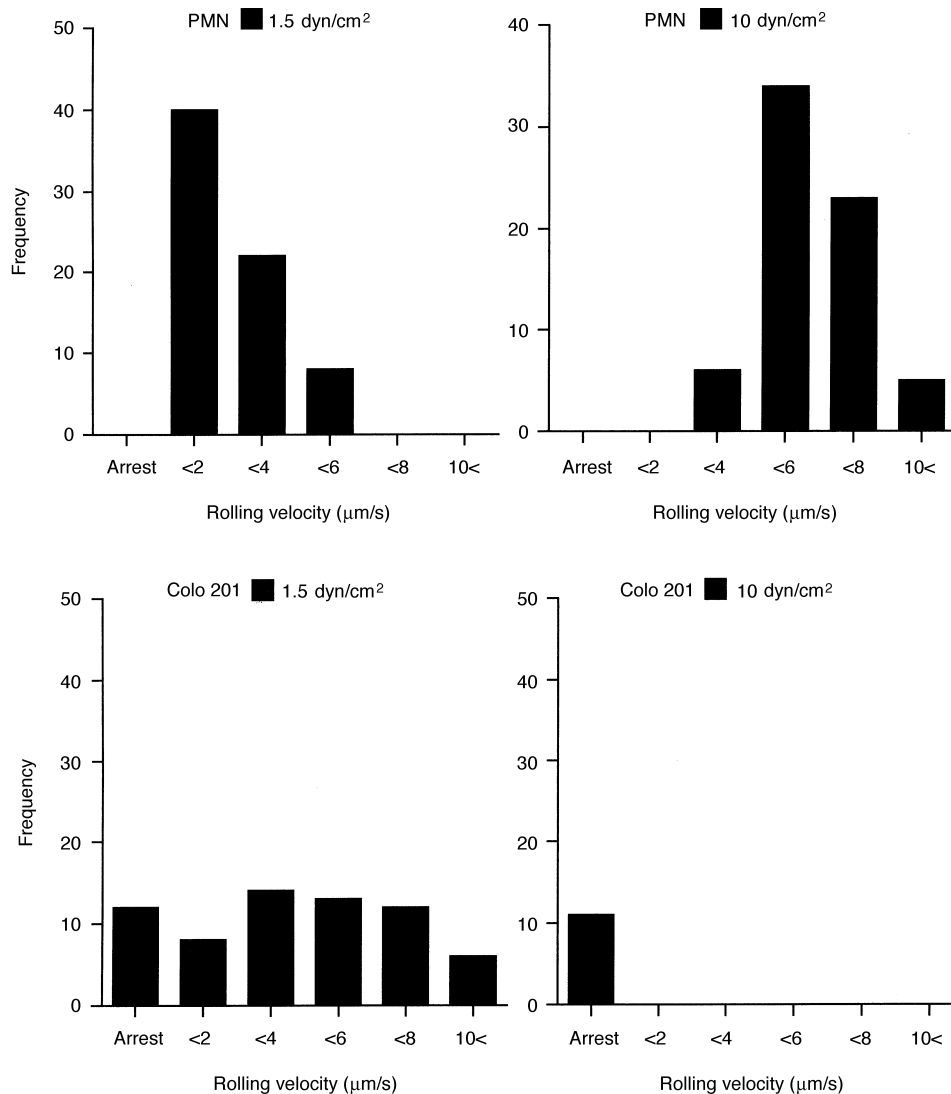 PMN 1.5 dyn/cm²
50
40
30
20
10
0
Frequency
Arrest <2 <4 <6 <8 10<
Rolling velocity (μm/s)
PMN 10 dyn/cm²
40
30
20
10
0
Arrest <2 <4 <6 <8 10<
Rolling velocity (μm/s)
Colo 201 1.5 dyn/cm²
50
40
30
20
10
0
Frequency
Arrest <2 <4 <6 <8 10<
Rolling velocity (μm/s)
Colo 201 10 dyn/cm²
50
40
30
20
10
0
Arrest <2 <4 <6 <8 10<
Rolling velocity (μm/s)